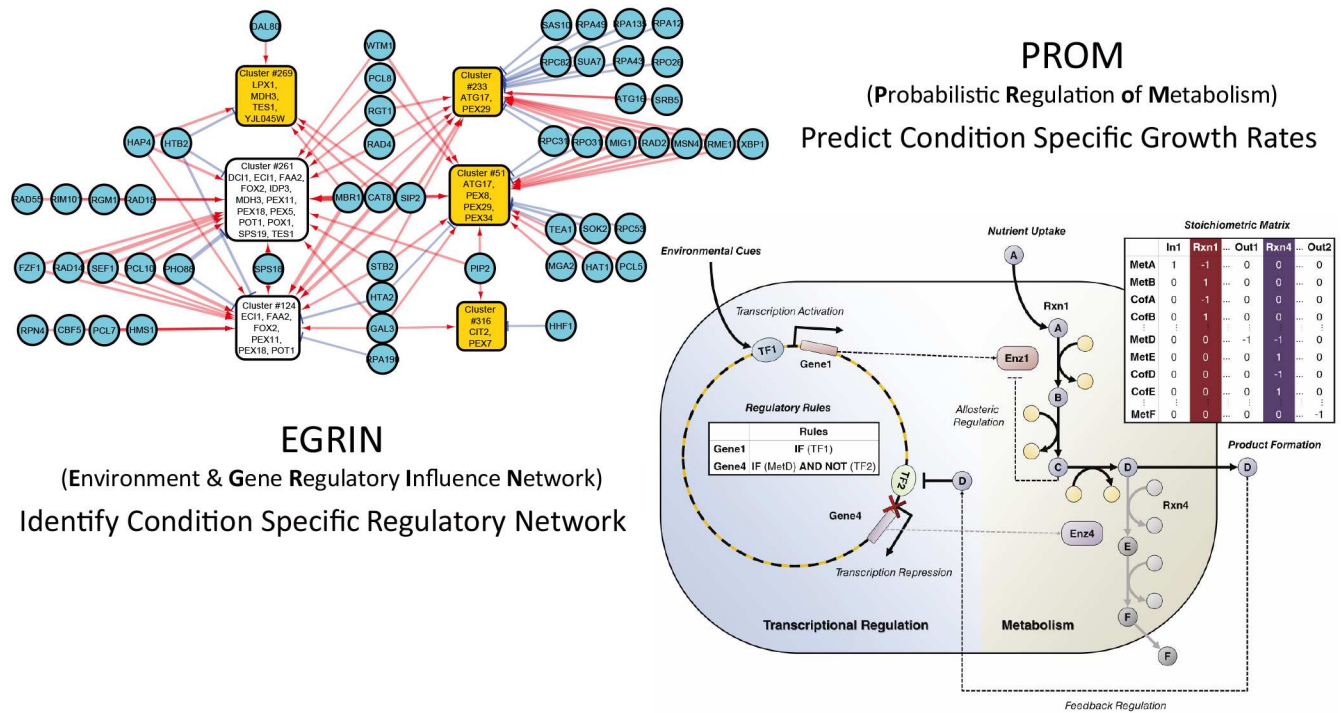 DAL80
WTM1
PCL8
RGT1
RAD4
SAS10 RPA49 RPA135 RPA12
RPC82 SUA7 RPA43 RPO26
ATG16 SRB5
Cluster #269
LPX1,
MDH3,
TES1,
YJL045W
Cluster
#233
ATG17,
PEX29
HAP4 HTB2
RPC31 RPO31 MIG1 RAD2 MSN4 RME1 XBP1
Cluster #261
DCI1, ECI1, FAA2,
FOX2, IDP3,
MDH3, PEX11,
PEX18, PEX5,
POT1, POX1,
SPS19, TES1
Cluster #51
ATG17,
PEX8,
PEX29,
PEX34
RAD55 RIM101 RGM1 RAD18
MBR1 CAT8 SIP2
TEA1 SOK2 RPC53
MGA2 HAT1 PCL5
FZF1 RAD14 SEF1 PCL10 PHO88 SPS18
STB2 PIP2
HTA2
GAL3
RPA190
Cluster #124
ECI1, FAA2,
FOX2,
PEX11,
PEX18, POT1
Cluster
#316
CIT2,
PEX7
HHF1
RPN4 CBF5 PCL7 HMS1
EGRIN
(Environment & Gene Regulatory Influence Network)
Identify Condition Specific Regulatory Network
PROM
(Probabilistic Regulation of Metabolism)
Predict Condition Specific Growth Rates
Environmental Cues
Nutrient Uptake
A
Rxn1
A
B
C D D
E
F
F
Rxn4
Product Formation
Transcription Activation
TF1
Gene1
Enz1
Allosteric
Regulation
Regulatory Rules
Rules
Gene1 IF (TF1)
Gene4 IF (MetD) AND NOT (TF2)
TF2
D
Gene4
Enz4
Transcription Repression
Transcriptional Regulation
Metabolism
Feedback Regulation
Stoichiometric Matrix
In1 Rxn1 ... Out1 Rxn4 ... Out2
MetA 1 -1 ... 0 0 ... 0
MetB 0 1 ... 0 0 ... 0
CofA 0 -1 ... 0 0 ... 0
CofB 0 1 ... 0 0 ... 0
MetD 0 0 ... -1 -1 ... 0
MetE 0 0 ... 0 1 ... 0
CofD 0 0 ... 0 -1 ... 0
CofE 0 0 ... 0 1 ... 0
MetF 0 0 ... 0 0 ... -1